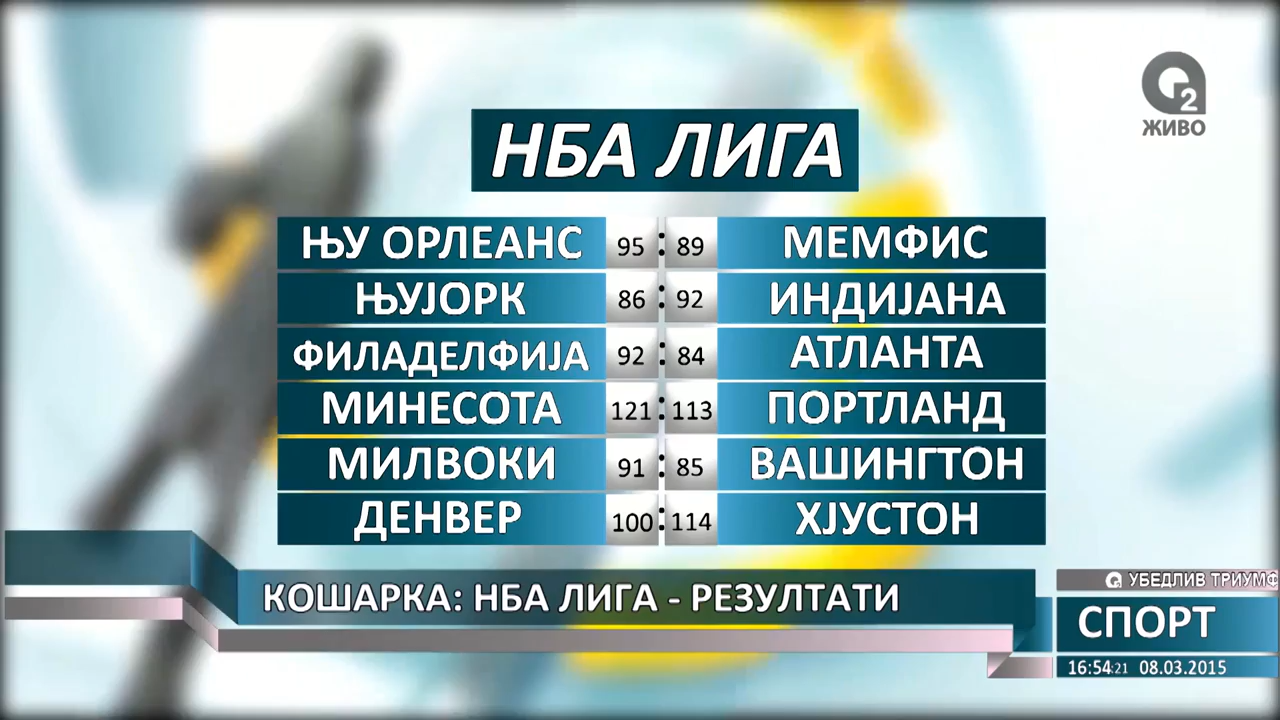 2
ЖИВО
НБА ЛИГА
ЊУ ОРЛЕАНС 95 : 89 МЕМФИС
ЊУЈОРК 86 : 92 ИНДИЈАНА
ФИЛАДЕЛФИЈА 92 : 84 АТЛАНТА
МИНЕСОТА 121 : 113 ПОРТЛАНД
МИЛВОКИ 91 : 85 ВАШИНГТОН
ДЕНВЕР 100 : 114 ХЈУСТОН
КОШАРКА: НБА ЛИГА - РЕЗУЛТАТИ
УБЕДЛИВ ТРИУМФ
СПОРТ
16:54:21 08.03.2015